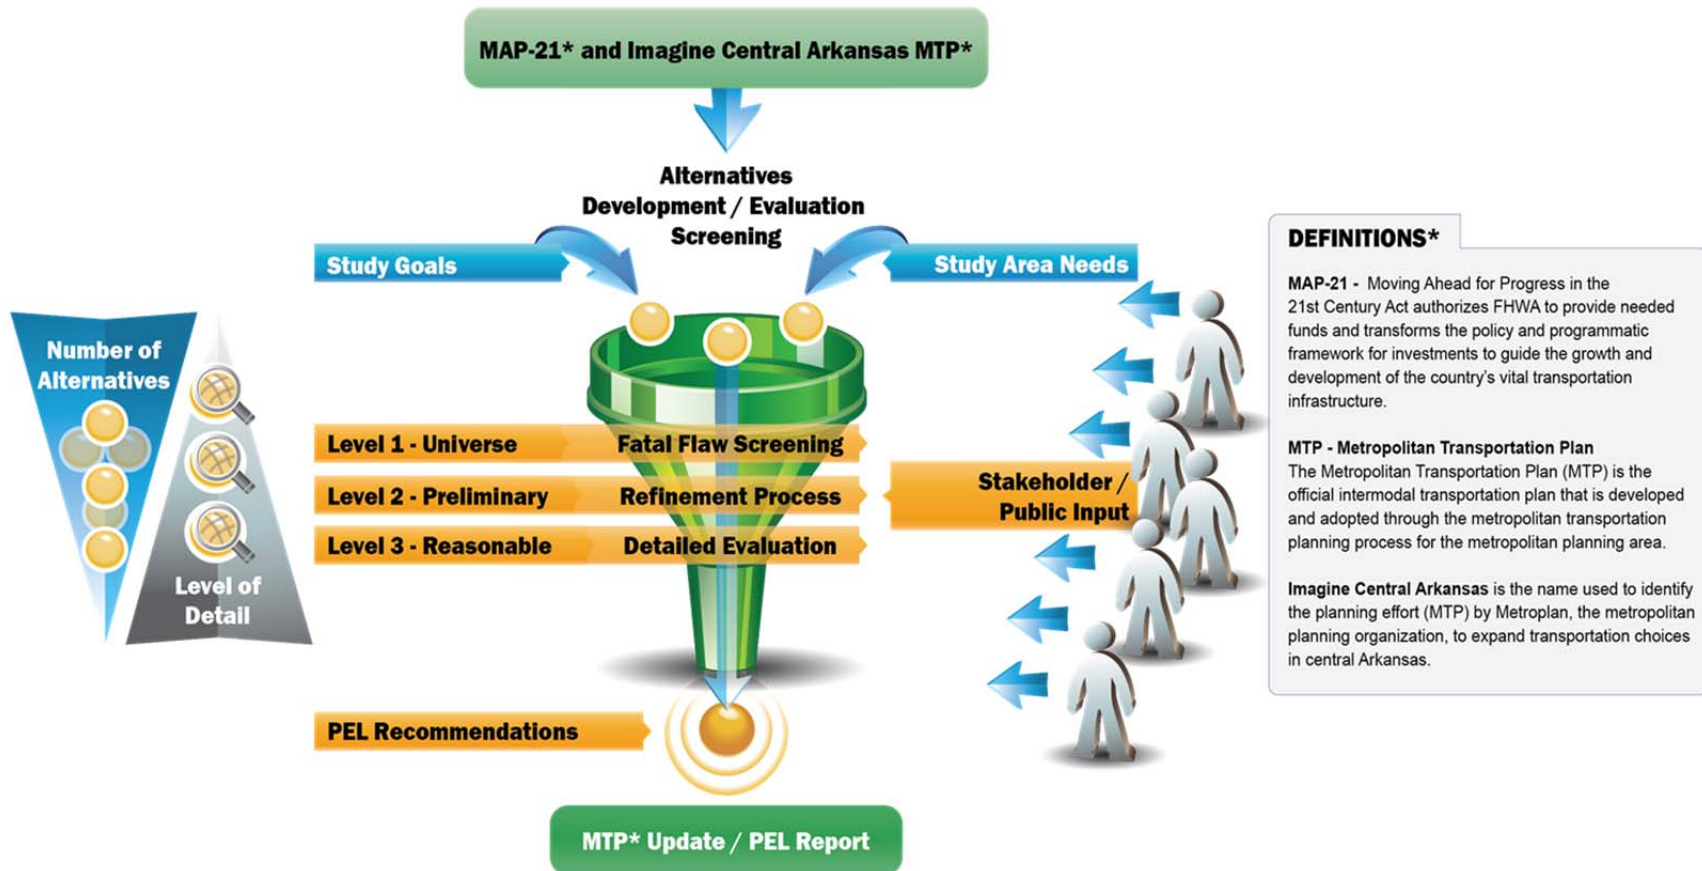 MAP-21* and Imagine Central Arkansas MTP*
Alternatives
Development / Evaluation
Screening
Study Goals
Study Area Needs
Number of
Alternatives
Level of
Detail
Level 1 - Universe
Fatal Flaw Screening
Level 2 - Preliminary
Refinement Process
Level 3 - Reasonable
Detailed Evaluation
Stakeholder /
Public Input
PEL Recommendations
MTP* Update / PEL Report
DEFINITIONS*
MAP-21 - Moving Ahead for Progress in the
21st Century Act authorizes FHWA to provide needed
funds and transforms the policy and programmatic
framework for investments to guide the growth and
development of the country's vital transportation
infrastructure.
MTP - Metropolitan Transportation Plan
The Metropolitan Transportation Plan (MTP) is the
official intermodal transportation plan that is developed
and adopted through the metropolitan transportation
planning process for the metropolitan planning area.
Imagine Central Arkansas is the name used to identify
the planning effort (MTP) by Metroplan, the metropolitan
planning organization, to expand transportation choices
in central Arkansas.